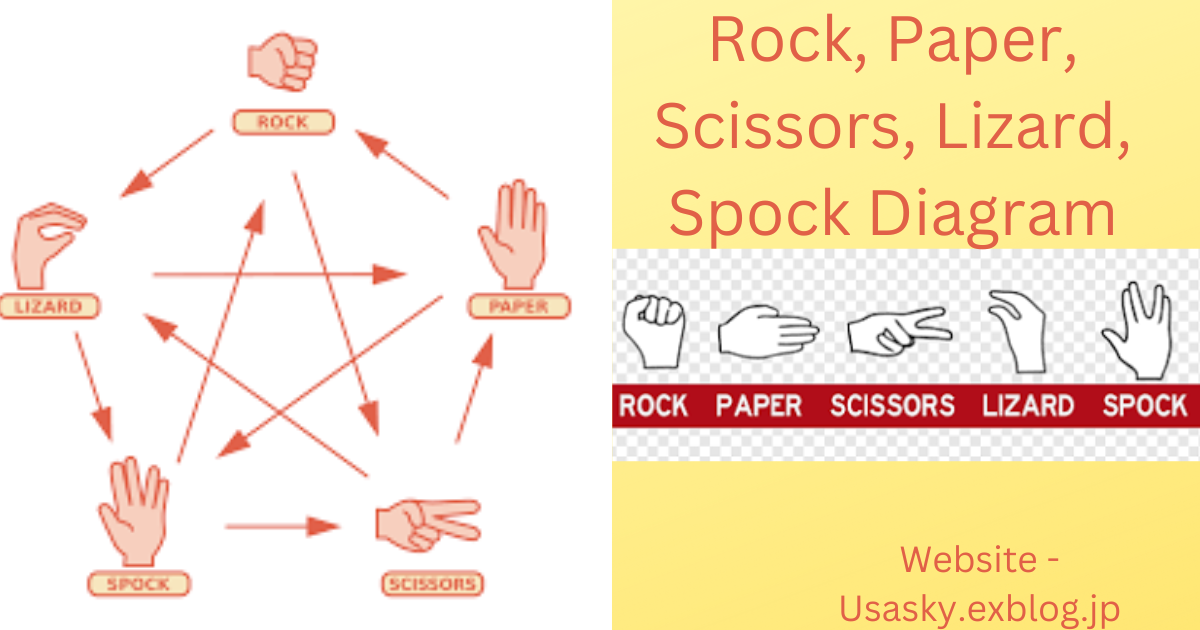 ROCK
LIZARD
PAPER
SPOCK
SCISSORS
Rock, Paper,
Scissors, Lizard,
Spock Diagram
ROCK PAPER SCISSORS LIZARD SPOCK
Website -
Usasky.exblog.jp